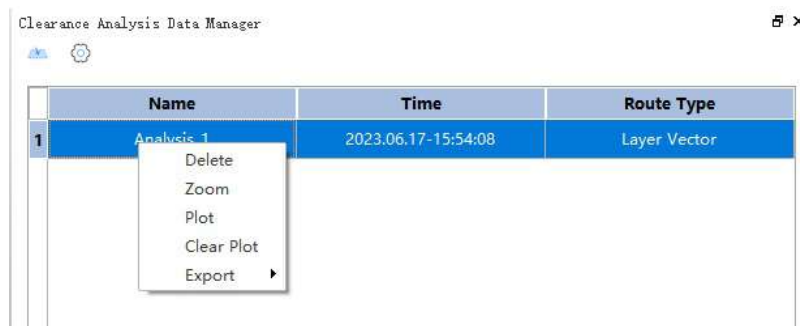 Clearance Analysis Data Manager
Name Time Route Type
1 Analysis 1 2023.06.17-15:54:08 Layer Vector
Delete
Zoom
Plot
Clear Plot
Export